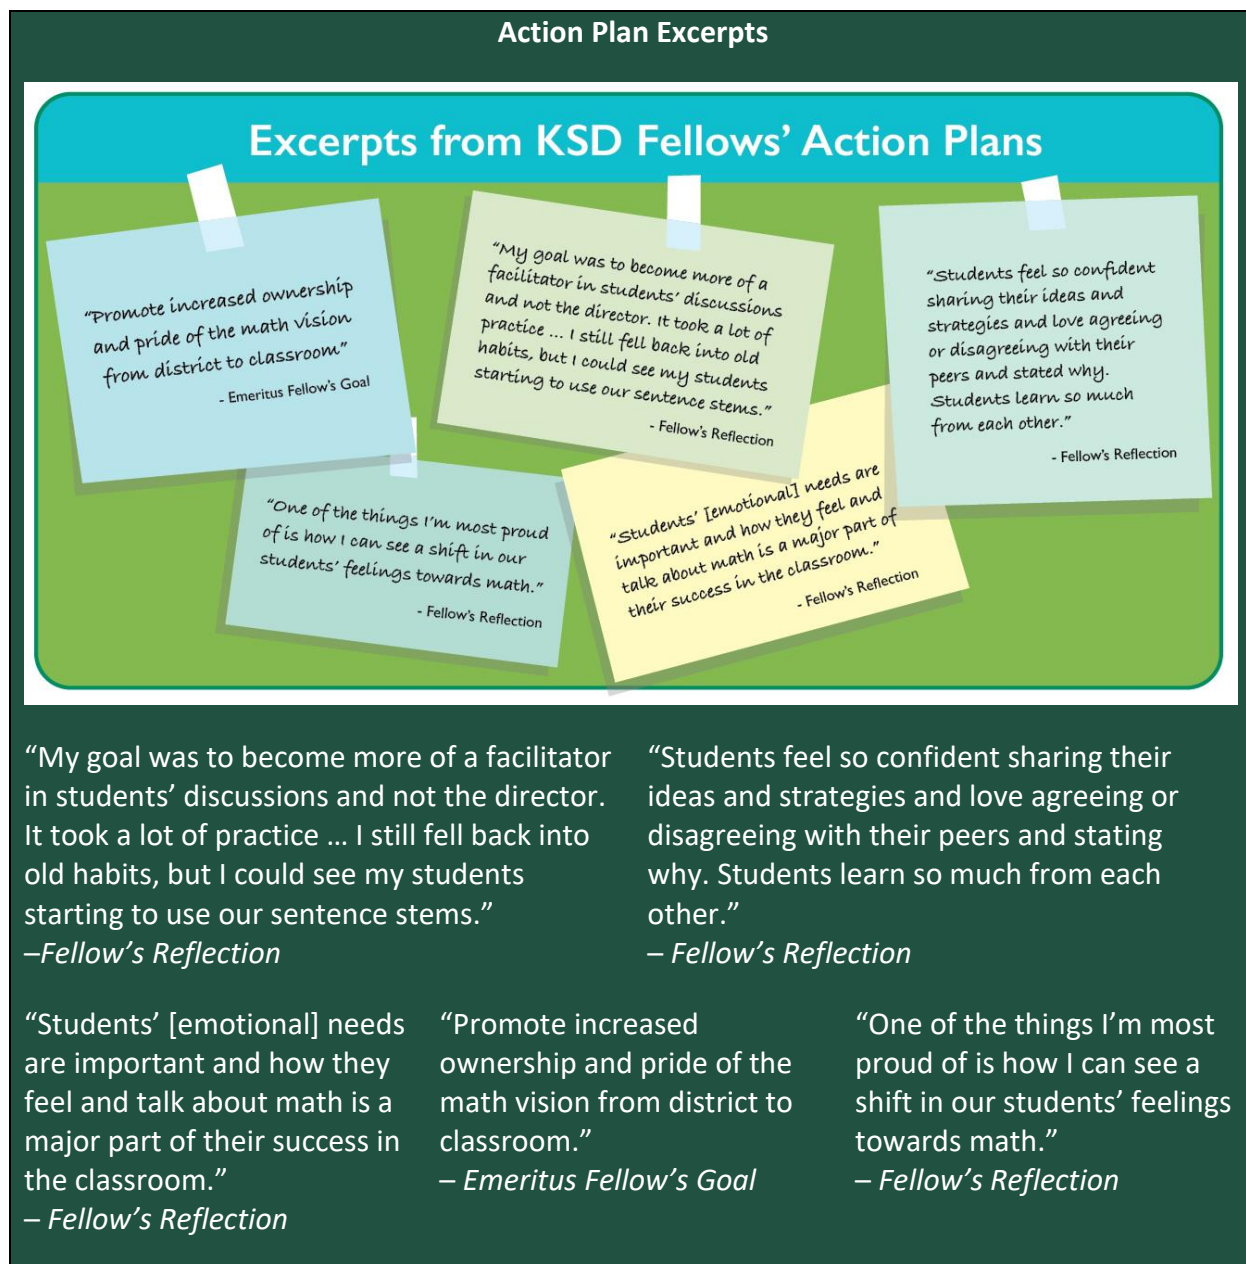 Action Plan Excerpts
Excerpts from KSD Fellows’ Action Plans
“Promote increased ownership
and pride of the math vision
from district to classroom”
- Emeritus Fellow’s Goal
“My goal was to become more of a
facilitator in students’ discussions
and not the director. It took a lot of
practice ... I still fell back into old
habits, but I could see my students
starting to use our sentence stems.”
- Fellow’s Reflection
“Students feel so confident
sharing their ideas and
strategies and love agreeing
or disagreeing with their
peers and stated why.
Students learn so much
from each other.”
- Fellow’s Reflection
“One of the things I’m most proud
of is how I can see a shift in our
students’ feelings towards math.”
- Fellow’s Reflection
“Students’ [emotional] needs are
important and how they feel and
talk about math is a major part of
their success in the classroom.”
- Fellow’s Reflection
“My goal was to become more of a facilitator
in students’ discussions and not the director.
It took a lot of practice … I still fell back into
old habits, but I could see my students
starting to use our sentence stems.”
–Fellow’s Reflection
“Students feel so confident sharing their
ideas and strategies and love agreeing or
disagreeing with their peers and stating
why. Students learn so much from each
other.”
– Fellow’s Reflection
“Students’ [emotional] needs
are important and how they
feel and talk about math is a
major part of their success in
the classroom.”
– Fellow’s Reflection
“Promote increased
ownership and pride of the
math vision from district to
classroom.”
– Emeritus Fellow’s Goal
“One of the things I’m most
proud of is how I can see a
shift in our students’ feelings
towards math.”
– Fellow’s Reflection